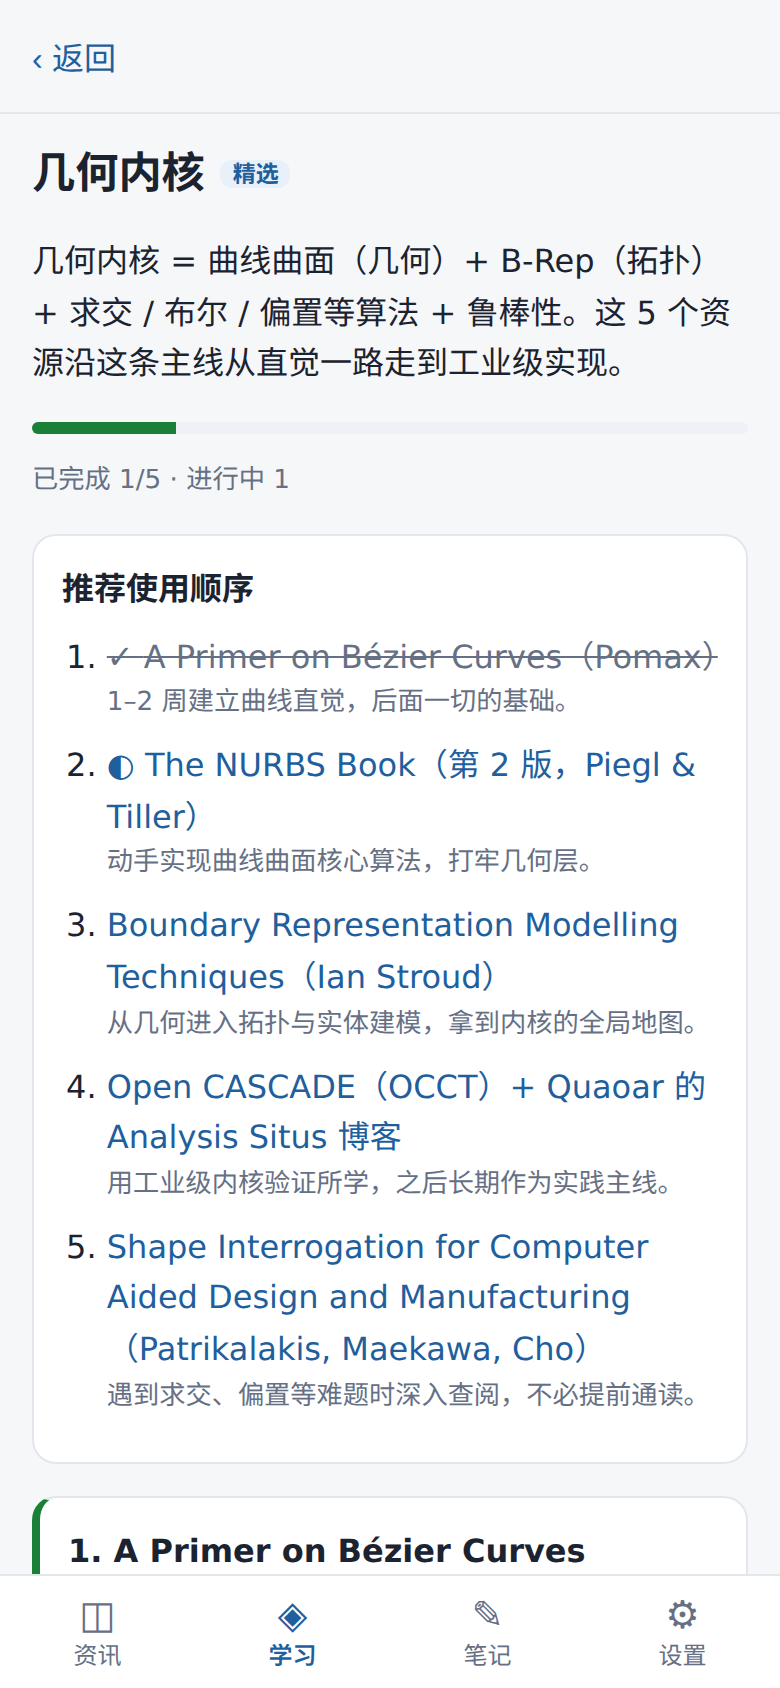 ‹ 返回
几何内核 精选
几何内核 = 曲线曲面（几何）+ B-Rep（拓扑）
+ 求交 / 布尔 / 偏置等算法 + 鲁棒性。这 5 个资
源沿这条主线从直觉一路走到工业级实现。
已完成 1/5 · 进行中 1
推荐使用顺序
1. ✓ A Primer on Bézier Curves（Pomax）
1–2 周建立曲线直觉，后面一切的基础。
2. ◐ The NURBS Book（第 2 版，Piegl &
Tiller）
动手实现曲线曲面核心算法，打牢几何层。
3. Boundary Representation Modelling
Techniques（Ian Stroud）
从几何进入拓扑与实体建模，拿到内核的全局地图。
4. Open CASCADE（OCCT）+ Quaoar 的
Analysis Situs 博客
用工业级内核验证所学，之后长期作为实践主线。
5. Shape Interrogation for Computer
Aided Design and Manufacturing
（Patrikalakis, Maekawa, Cho）
遇到求交、偏置等难题时深入查阅，不必提前通读。
1. A Primer on Bézier Curves
资讯 学习 笔记 设置